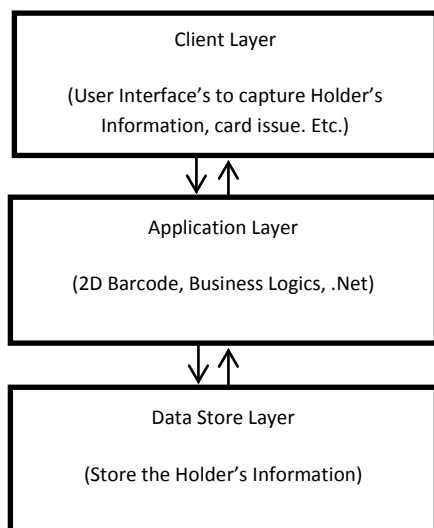 Client Layer
(User Interface’s to capture Holder’s
Information, card issue. Etc.)
Application Layer
(2D Barcode, Business Logics, .Net)
Data Store Layer
(Store the Holder’s Information)